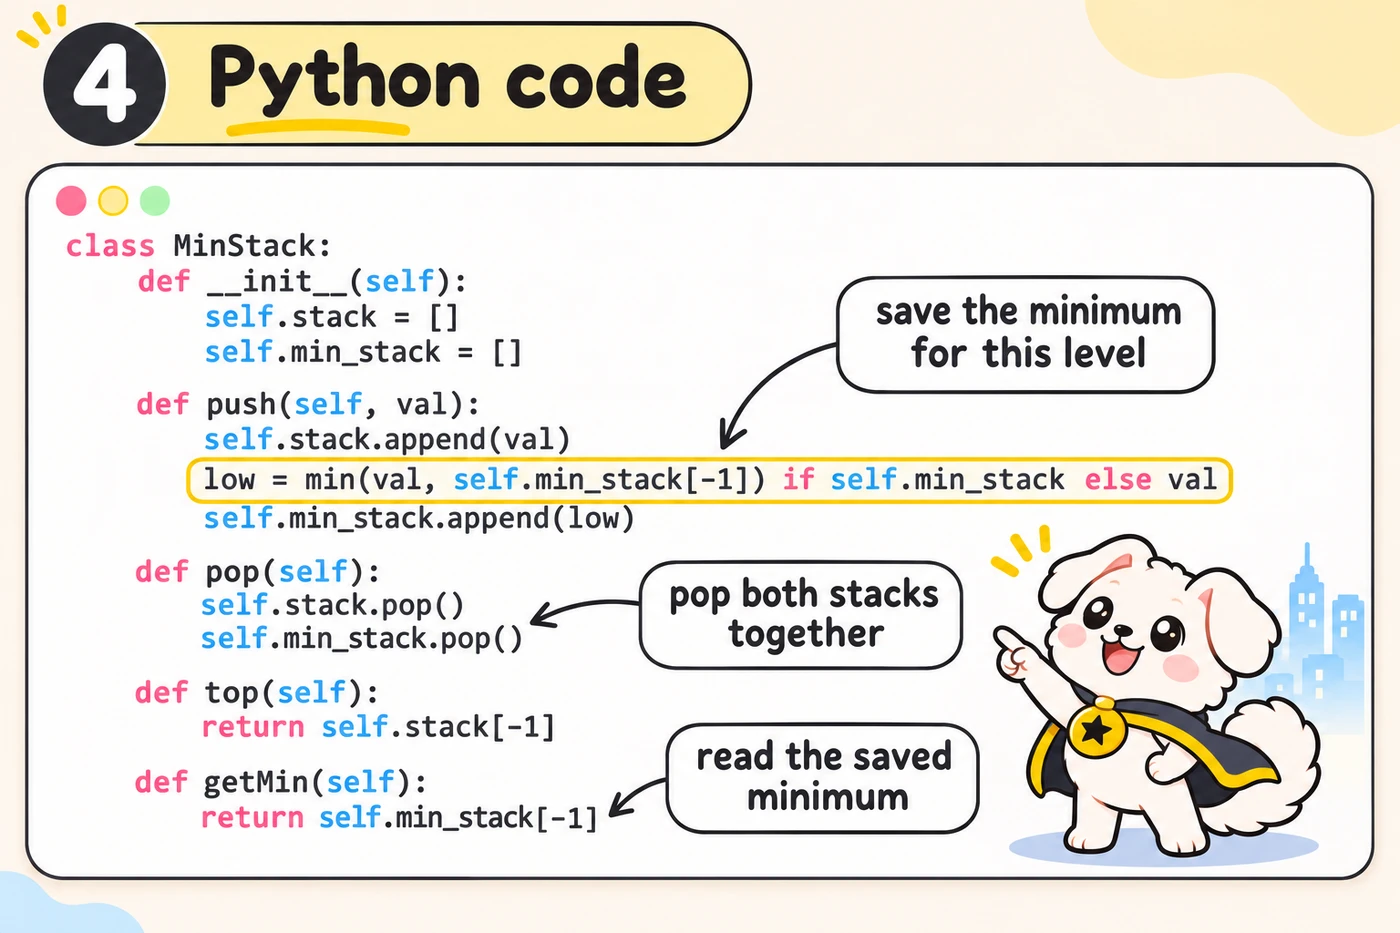 4 Python code
class MinStack:
    def __init__(self):
        self.stack = []
        self.min_stack = []
    def push(self, val):
        self.stack.append(val)
        low = min(val, self.min_stack[-1]) if self.min_stack else val
        self.min_stack.append(low)
    def pop(self):
        self.stack.pop()
        self.min_stack.pop()
    def top(self):
        return self.stack[-1]
    def getMin(self):
        return self.min_stack[-1]
save the minimum
for this level
pop both stacks
together
read the saved
minimum